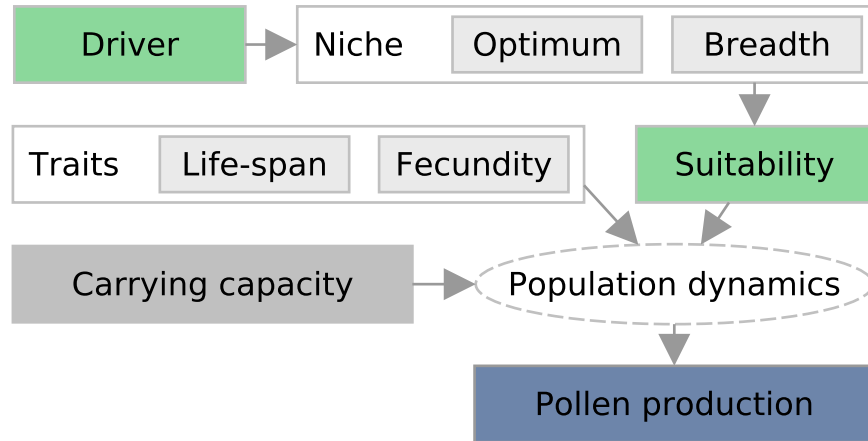 Driver
Niche Optimum Breadth
Traits Life-span Fecundity
Suitability
Carrying capacity
Population dynamics
Pollen production